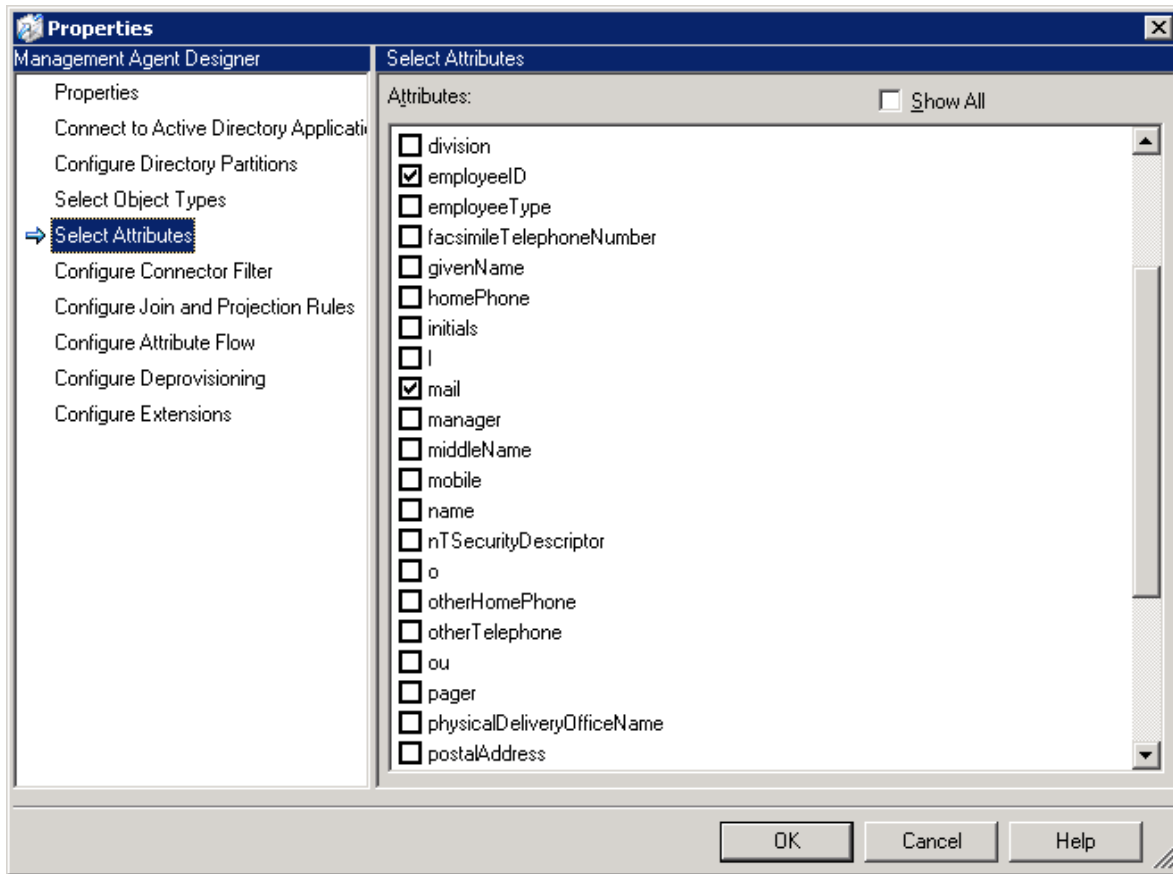 Properties
Management Agent Designer
Select Attributes
Properties
Connect to Active Directory Applicati
Configure Directory Partitions
Select Object Types
Select Attributes
Configure Connector Filter
Configure Join and Projection Rules
Configure Attribute Flow
Configure Deprovisioning
Configure Extensions
Attributes:
Show All
division
employeeID
employeeType
facsimileTelephoneNumber
givenName
homePhone
initials
l
mail
manager
middleName
mobile
name
nTSecurityDescriptor
o
otherHomePhone
otherTelephone
ou
pager
physicalDeliveryOfficeName
postalAddress
OK
Cancel
Help